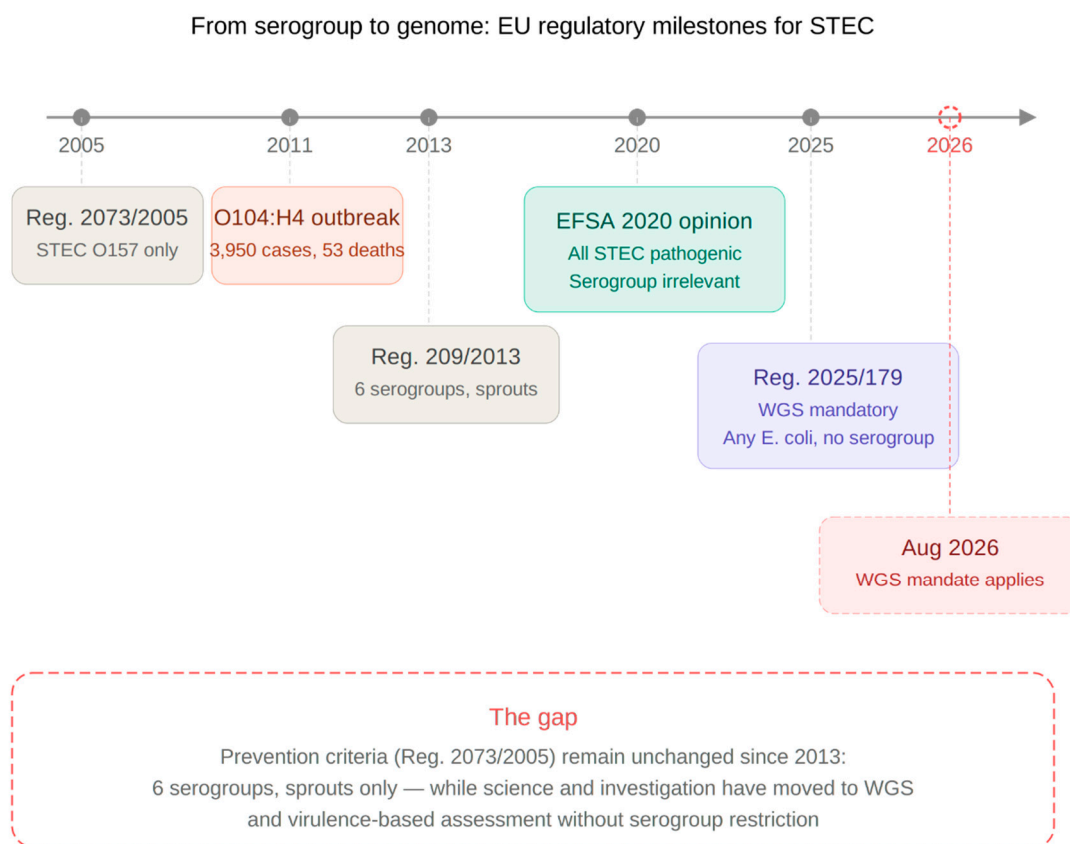 From serogroup to genome: EU regulatory milestones for STEC
2005
2011
2013
2020
2025
2026
Reg. 2073/2005
STEC O157 only
O104:H4 outbreak
3,950 cases, 53 deaths
EFSA 2020 opinion
All STEC pathogenic
Serogroup irrelevant
Reg. 209/2013
6 serogroups, sprouts
Reg. 2025/179
WGS mandatory
Any E. coli, no serogroup
Aug 2026
WGS mandate applies
The gap
Prevention criteria (Reg. 2073/2005) remain unchanged since 2013:
6 serogroups, sprouts only — while science and investigation have moved to WGS
and virulence-based assessment without serogroup restriction